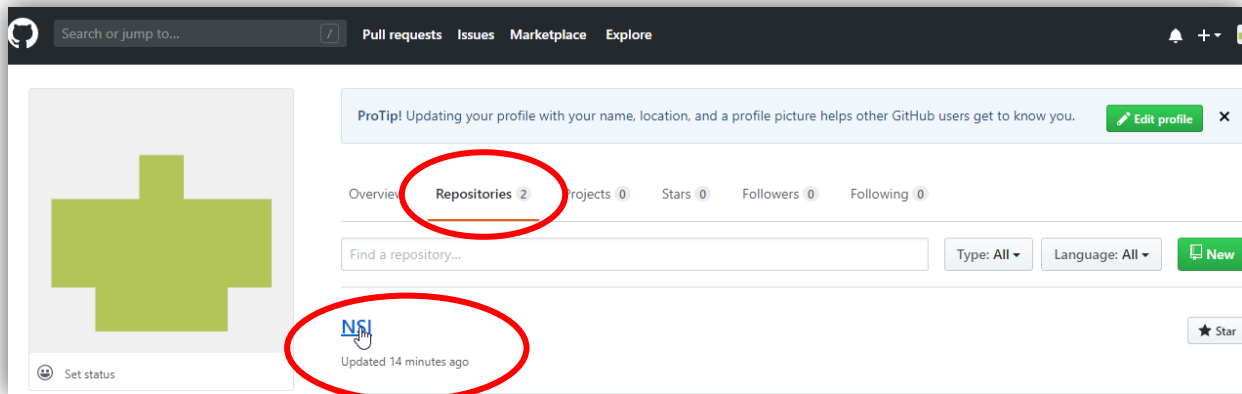 Search or jump to... / Pull requests Issues Marketplace Explore
ProTip! Updating your profile with your name, location, and a profile picture helps other GitHub users get to know you. Edit profile
Overview Repositories 2 Projects 0 Stars 0 Followers 0 Following 0
Find a repository... Type: All Language: All New
NSI Star
Updated 14 minutes ago
Set status